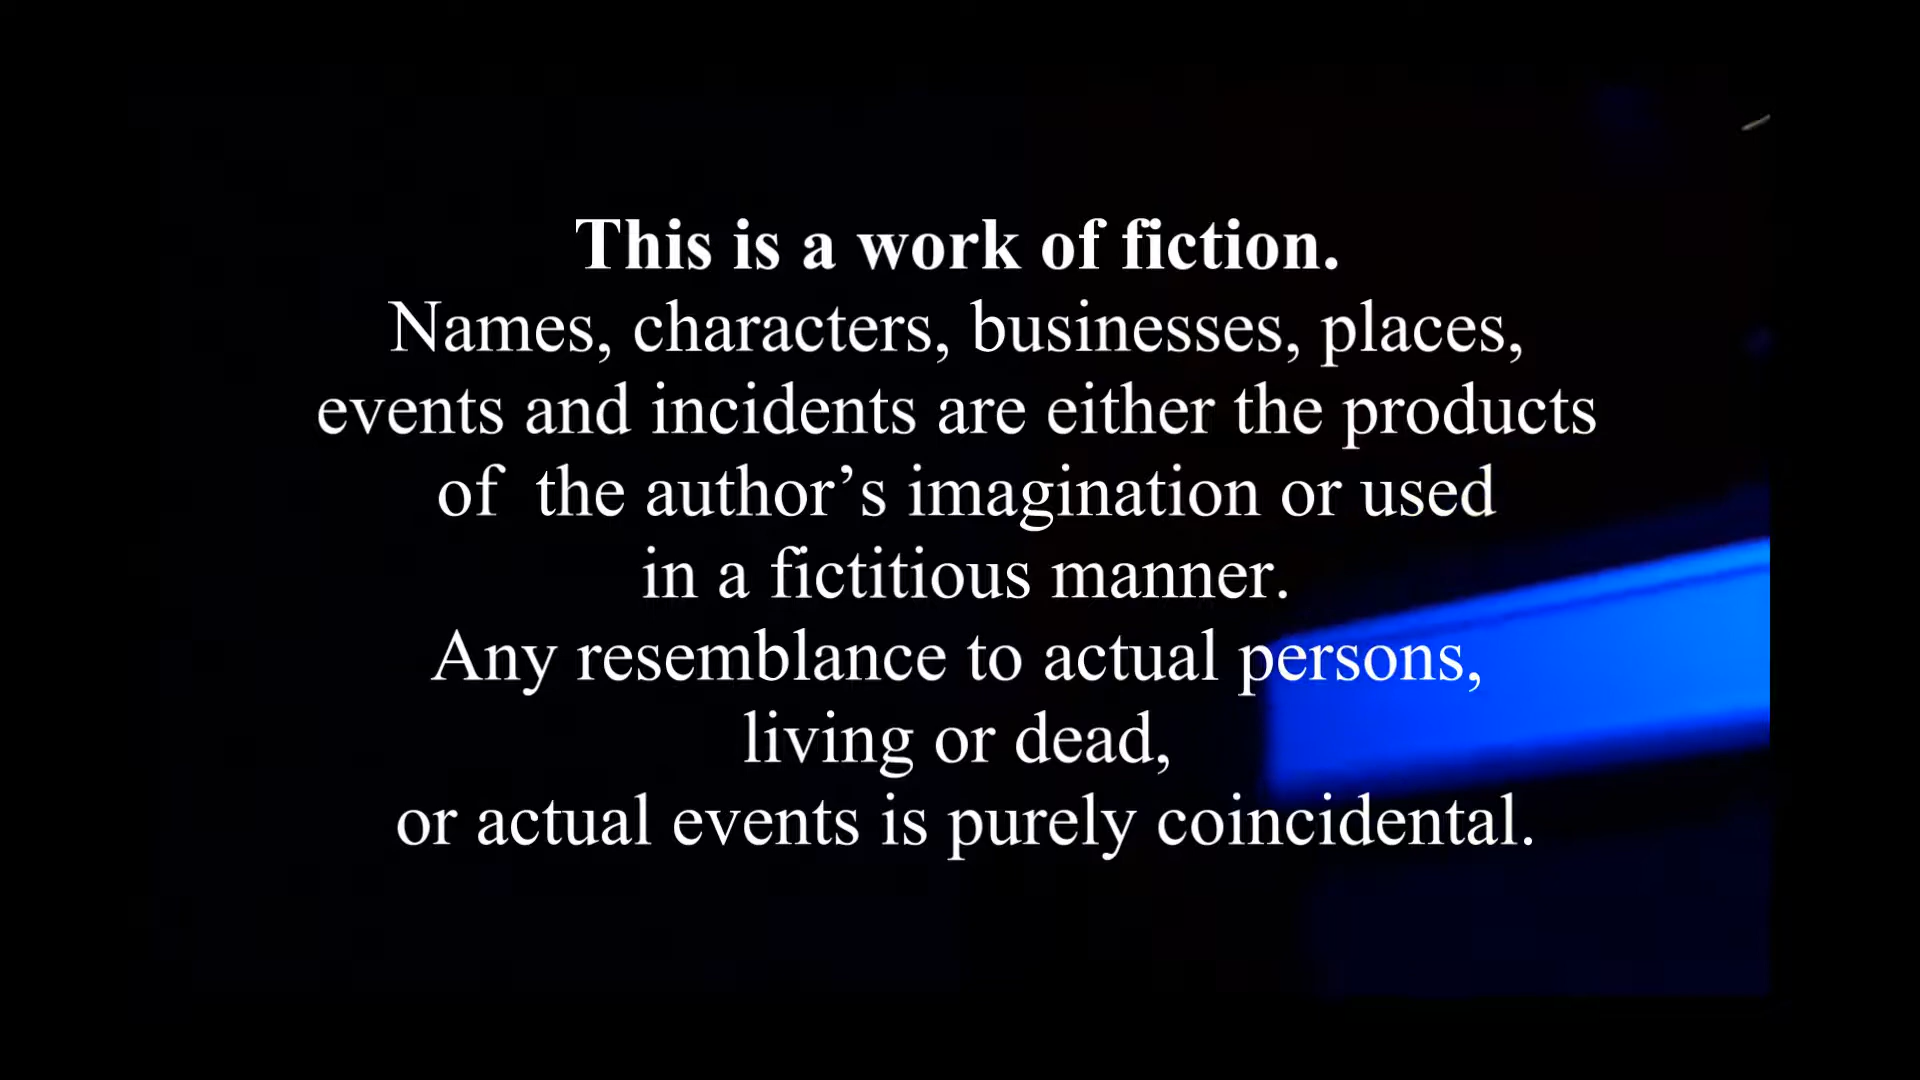 This is a work of fiction.
Names, characters, businesses, places,
events and incidents are either the products
of  the author’s imagination or used
in a fictitious manner.
Any resemblance to actual persons,
living or dead,
or actual events is purely coincidental.